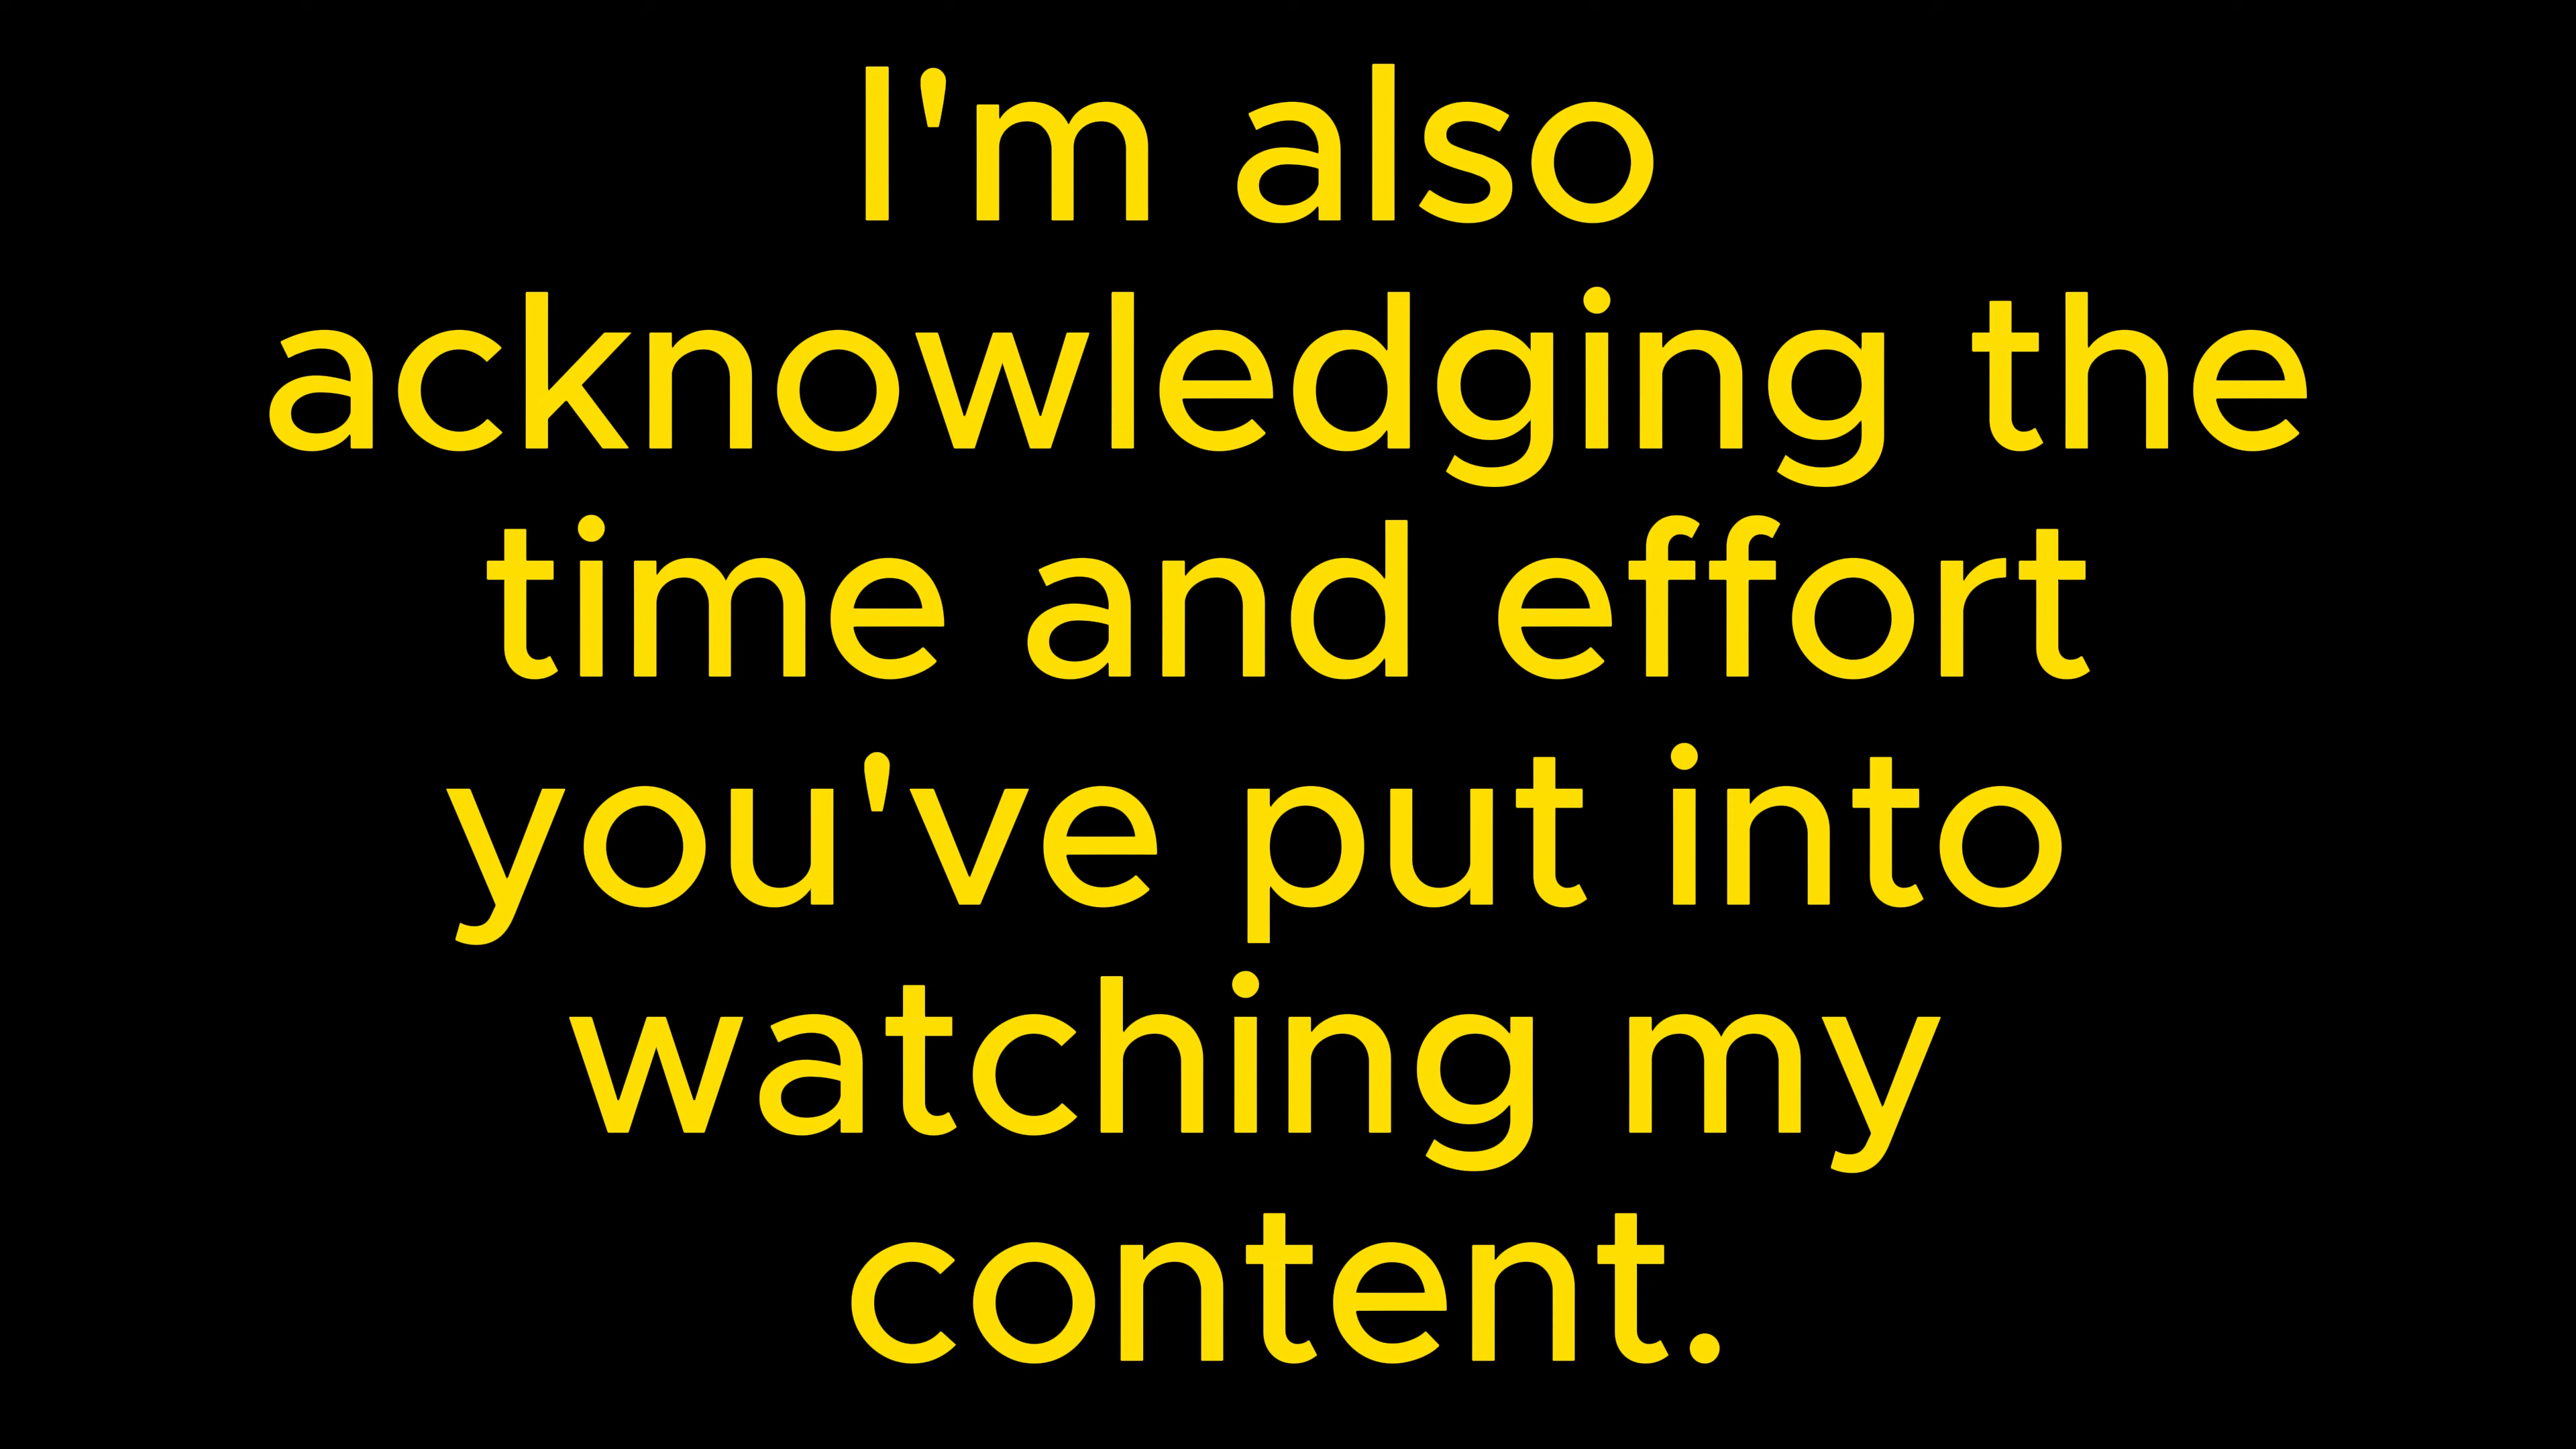 I'm also
acknowledging the
time and effort
you've put into
watching my
content.